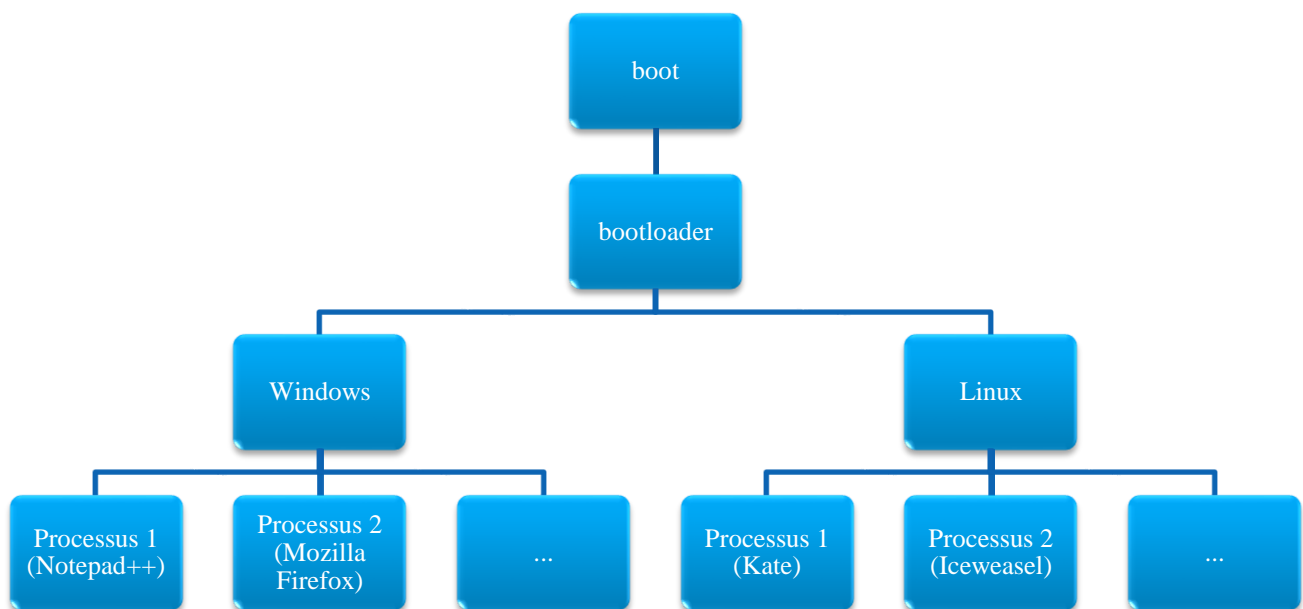 boot
bootloader
Windows
Linux
Processus 1
(Notepad++)
Processus 2
(Mozilla
Firefox)
...
Processus 1
(Kate)
Processus 2
(Iceweasel)
...